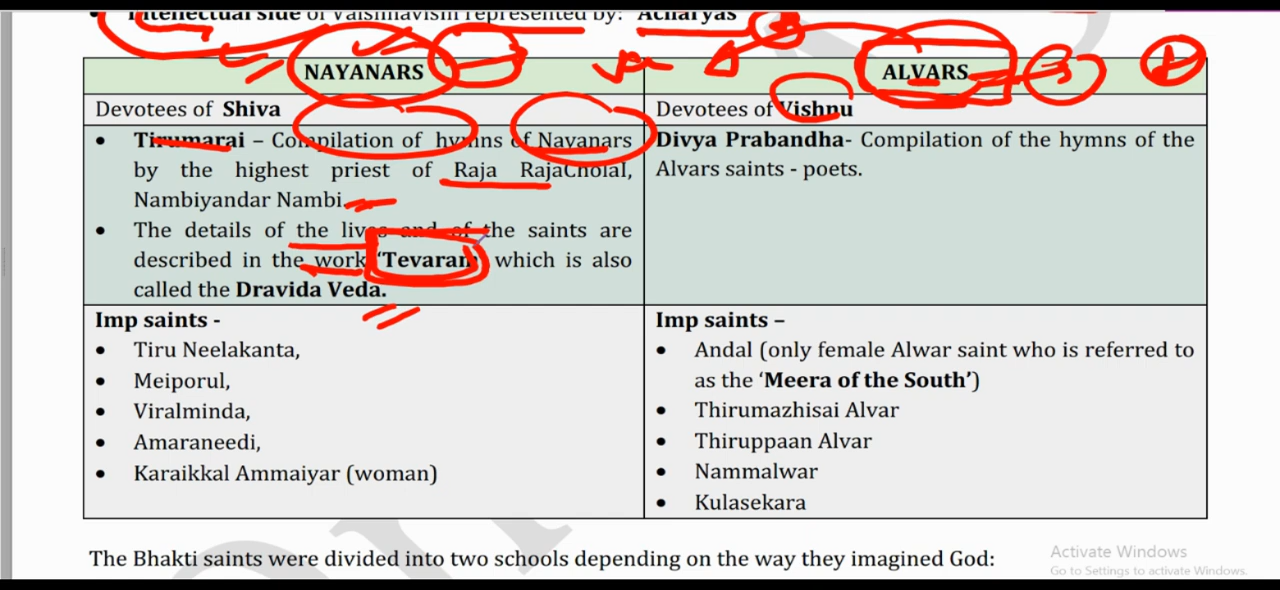 • Intellectual side of Vaishnavism represented by: Acharyas
NAYANARS
ALVARS
Devotees of Shiva
Devotees of Vishnu
• Tirumarai – Compilation of hymns of Nayanars
by the highest priest of Raja RajaCholaI,
Nambiyandar Nambi.
• The details of the lives and of the saints are
described in the work 'Tevaram' which is also
called the Dravida Veda.
Divya Prabandha- Compilation of the hymns of the
Alvars saints - poets.
Imp saints -
• Tiru Neelakanta,
• Meiporul,
• Viralminda,
• Amaraneedi,
• Karaikkal Ammaiyar (woman)
Imp saints –
• Andal (only female Alwar saint who is referred to
as the 'Meera of the South')
• Thirumazhisai Alvar
• Thiruppaan Alvar
• Nammalwar
• Kulasekara
The Bhakti saints were divided into two schools depending on the way they imagined God:
Activate Windows
Go to Settings to activate Windows.